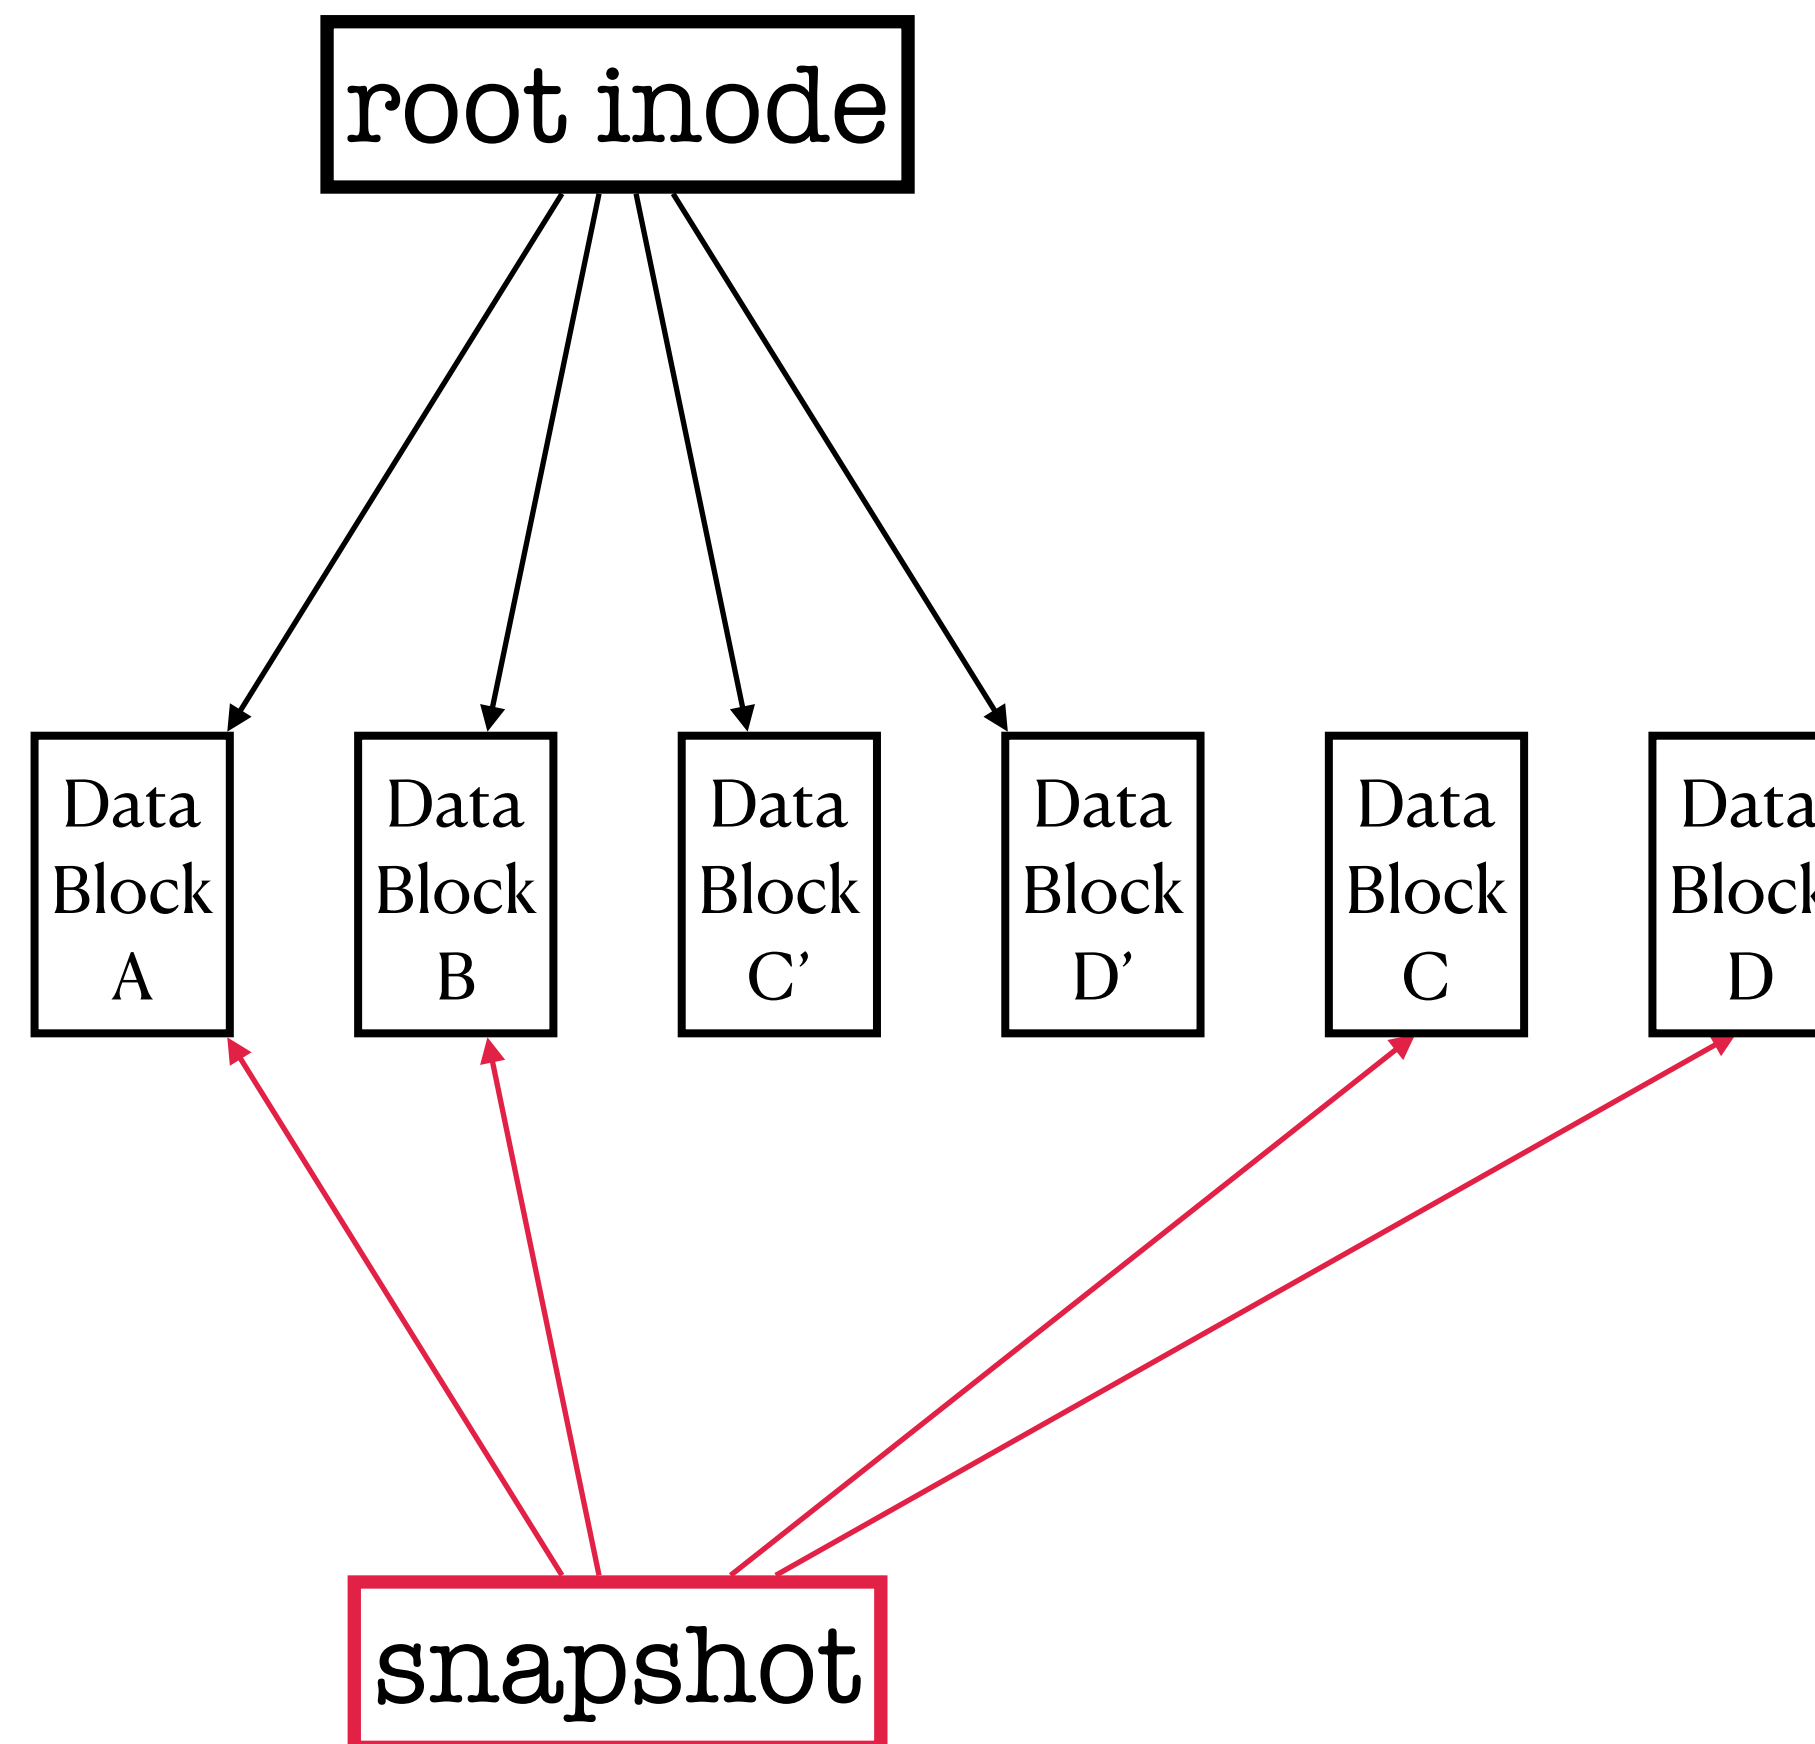 root inode
Data
Block
A
Data
Block
B
Data
Block
C’
Data
Block
D’
Data
Block
C
Data
Block
D
snapshot